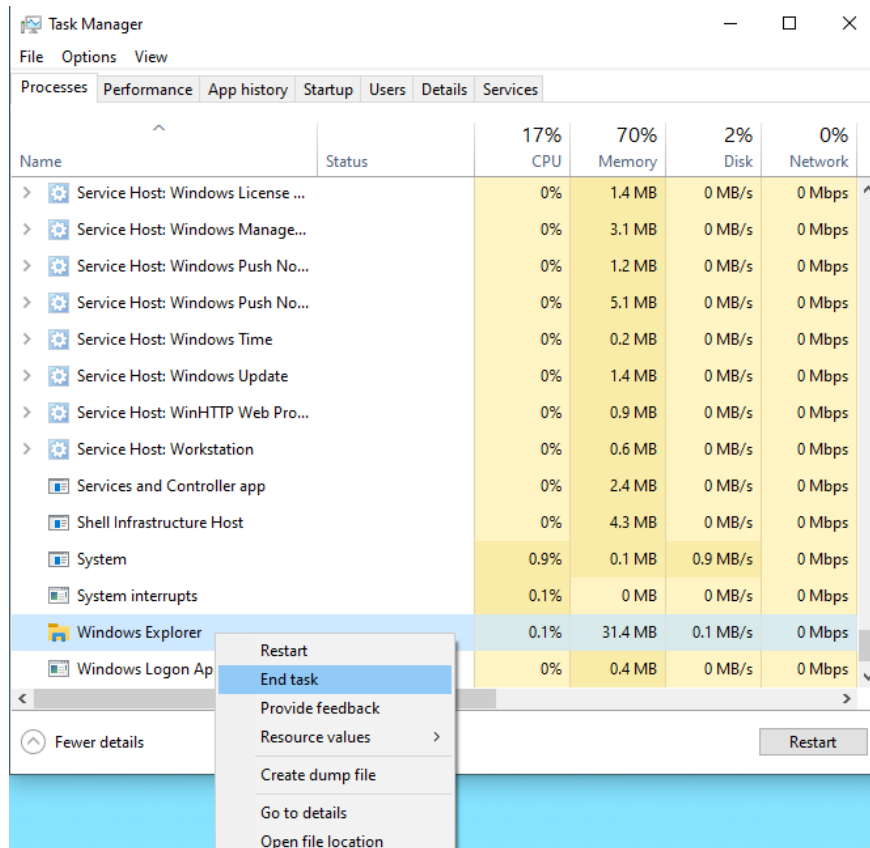 Task Manager
File Options View
Processes Performance App history Startup Users Details Services
17% 70% 2% 0%
Name Status CPU Memory Disk Network
Service Host: Windows License ... 0% 1.4 MB 0 MB/s 0 Mbps
Service Host: Windows Manage... 0% 3.1 MB 0 MB/s 0 Mbps
Service Host: Windows Push No... 0% 1.2 MB 0 MB/s 0 Mbps
Service Host: Windows Push No... 0% 5.1 MB 0 MB/s 0 Mbps
Service Host: Windows Time 0% 0.2 MB 0 MB/s 0 Mbps
Service Host: Windows Update 0% 1.4 MB 0 MB/s 0 Mbps
Service Host: WinHTTP Web Pro... 0% 0.9 MB 0 MB/s 0 Mbps
Service Host: Workstation 0% 0.6 MB 0 MB/s 0 Mbps
Services and Controller app 0% 2.4 MB 0 MB/s 0 Mbps
Shell Infrastructure Host 0% 4.3 MB 0 MB/s 0 Mbps
System 0.9% 0.1 MB 0.9 MB/s 0 Mbps
System interrupts 0.1% 0 MB 0 MB/s 0 Mbps
Windows Explorer 0.1% 31.4 MB 0.1 MB/s 0 Mbps
Windows Logon Ap 0% 0.4 MB 0 MB/s 0 Mbps
Restart
End task
Provide feedback
Resource values
Create dump file
Go to details
Open file location
Fewer details Restart